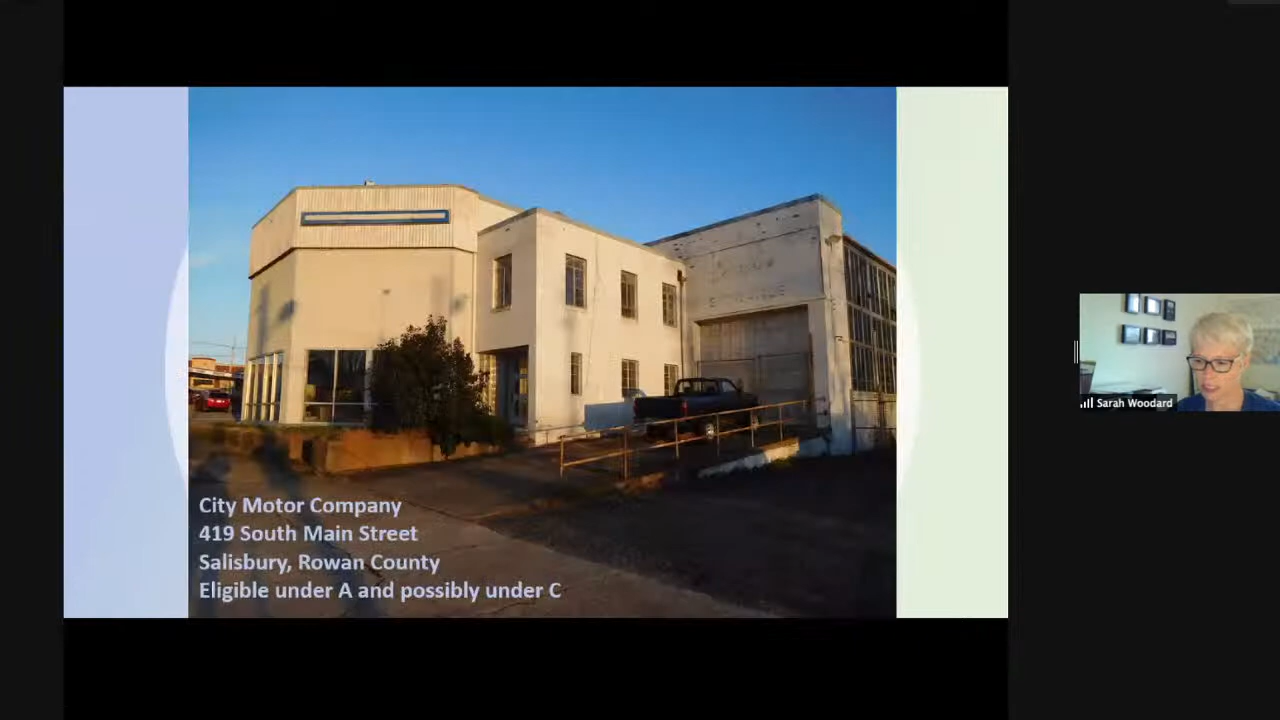 City Motor Company
419 South Main Street
Salisbury, Rowan County
Eligible under A and possibly under C
Sarah Woodard